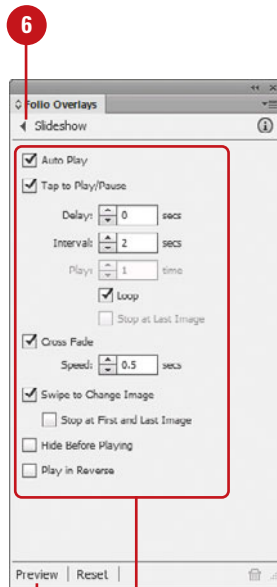 6
Folio Overlays
Slideshow
Auto Play
Tap to Play/Pause
Delay: 0 secs
Interval: 2 secs
Play: 1 time
Loop
Stop at Last Image
Cross Fade
Speed: 0.5 secs
Swipe to Change Image
Stop at First and Last Image
Hide Before Playing
Play in Reverse
Preview | Reset |